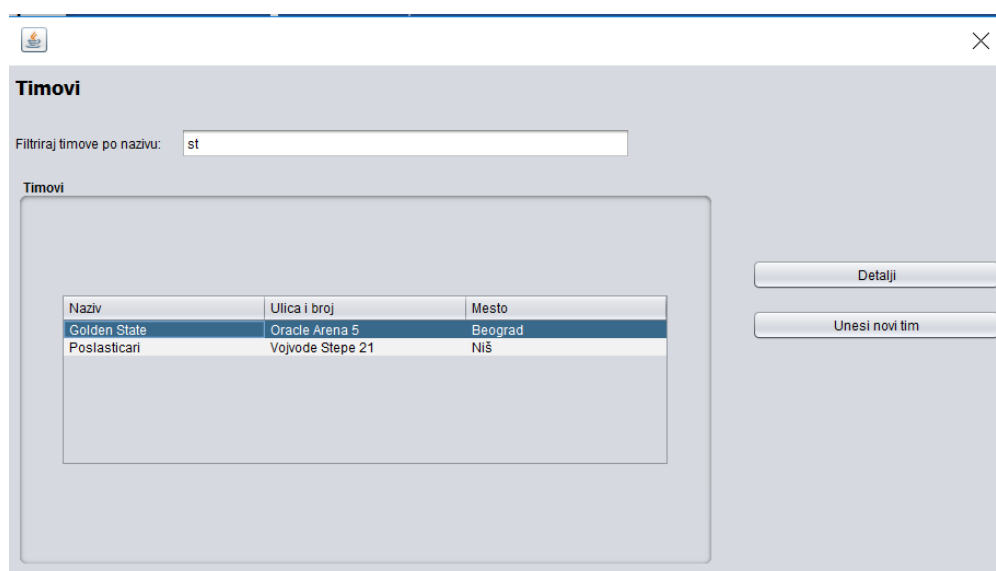 Timovi
Filtriraj timove po nazivu: st
Timovi
Naziv Ulica i broj Mesto
Golden State Oracle Arena 5 Beograd
Poslasticari Vojvode Stepe 21 Niš
Detalji
Unesi novi tim